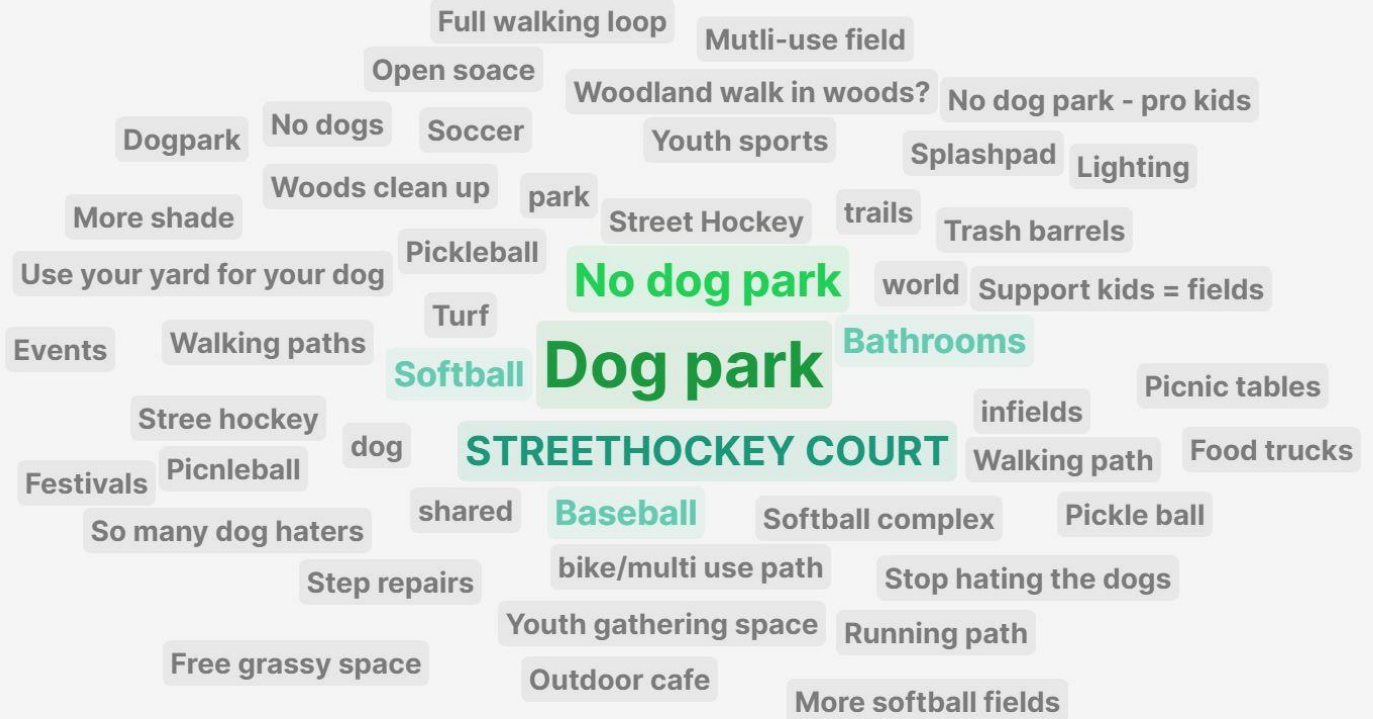 Full walking loop
Mutli-use field
Open soace
Woodland walk in woods?
No dog park - pro kids
Dogpark
No dogs
Soccer
Youth sports
Splashpad
Lighting
Woods clean up
park
More shade
Street Hockey
trails
Trash barrels
Pickleball
Use your yard for your dog
No dog park
world
Support kids = fields
Turf
Events
Walking paths
Softball
Dog park
Bathrooms
Picnic tables
Stree hockey
infields
dog
STREETHOCKEY COURT
Walking path
Food trucks
Festivals
Picnleball
So many dog haters
shared
Baseball
Softball complex
Pickle ball
Step repairs
bike/multi use path
Stop hating the dogs
Youth gathering space
Running path
Free grassy space
Outdoor cafe
More softball fields